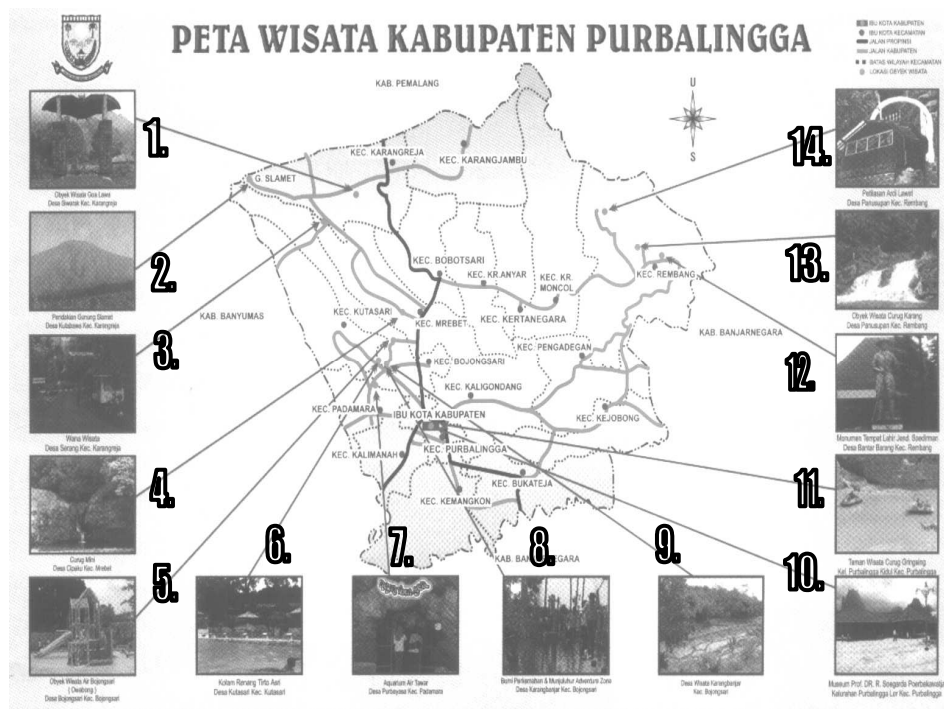 PETA WISATA KABUPATEN PURBALINGGA
IBU KOTA KABUPATEN
IBU KOTA KECAMATAN
JALAN PROPINSI
JALAN KABUPATEN
BATAS WILAYAH KECAMATAN
LOKASI OBYEK WISATA
U
S
KAB. PEMALANG
KEC. KARANGREJA
KEC. KARANGJAMBU
G. SLAMET
KEC. BOBOTSARI
KEC. KR.ANYAR
KEC. KR.
MONCOL
KEC. REMBANG
KAB. BANYUMAS
KEC. KUTASARI
KEC. MREBET
KEC. KERTANEGARA
KAB. BANJARNEGARA
KEC. PENGADEGAN
KEC. BOJONGSARI
KEC. KALIGONDANG
KEC. PADAMARA
IBU KOTA KABUPATEN
KEC. KEJOBONG
KEC. KALIMANAH
KEC. PURBALINGGA
KEC. BUKATEJA
KEC. KEMANGKON
KAB. BAN EGARA
1.
Obyek Wisata Goa Lawa
Desa Siwarak Kec. Karangreja
2.
Pendakian Gunung Slamet
Desa Kutabawa Kec. Karangreja
3.
Wana Wisata
Desa Serang Kec. Karangreja
4.
Curug Mini
Desa Cipaku Kec. Mrebet
5.
Obyek Wisata Air Bojongsari
( Owabong )
Desa Bojongsari Kec. Bojongsari
6.
Kolam Renang Tirto Asri
Desa Kutasari Kec. Kutasari
7.
Aquarium Air Tawar
Desa Purbayasa Kec. Padamara
8.
Bumi Perkemahan & Munjuluhur Adventure Zone
Desa Karangbanjar Kec. Bojongsari
9.
Desa Wisata Karangbanjar
Kec. Bojongsari
10.
Museum Prof. DR. R. Soegarda Poerbakawatja
Kalurahan Purbalingga Lor Kec. Purbalingga
11.
Taman Wisata Curug Gringsing
Kel. Purbalingga Kidul Kec. Purbalingga
12.
Monumen Tempat Lahir Jend. Soedirman
Desa Bantar Barang Kec. Rembang
13.
Obyek Wisata Curug Karang
Desa Panusupan Kec. Rembang
14.
Petilasan Ardi Lawet
Desa Panusupan Kec. Rembang